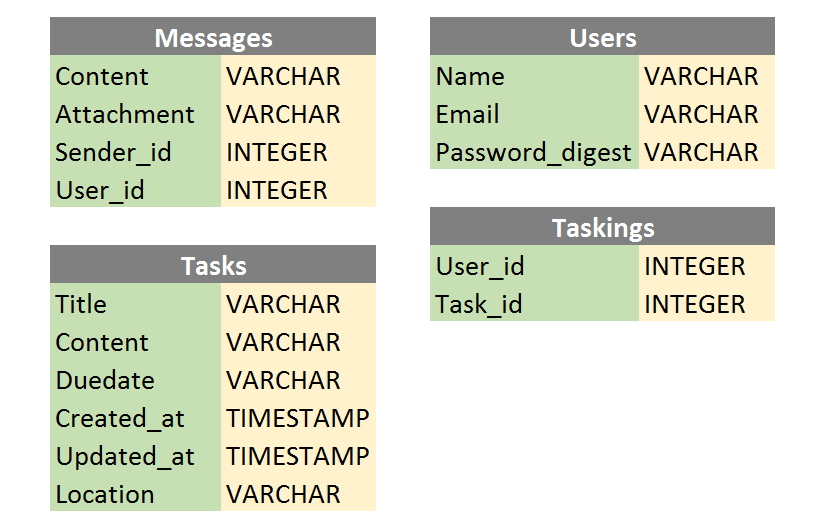 Messages
Content VARCHAR
Attachment VARCHAR
Sender_id INTEGER
User_id INTEGER
Tasks
Title VARCHAR
Content VARCHAR
Duedate VARCHAR
Created_at TIMESTAMP
Updated_at TIMESTAMP
Location VARCHAR
Users
Name VARCHAR
Email VARCHAR
Password_digest VARCHAR
Taskings
User_id INTEGER
Task_id INTEGER